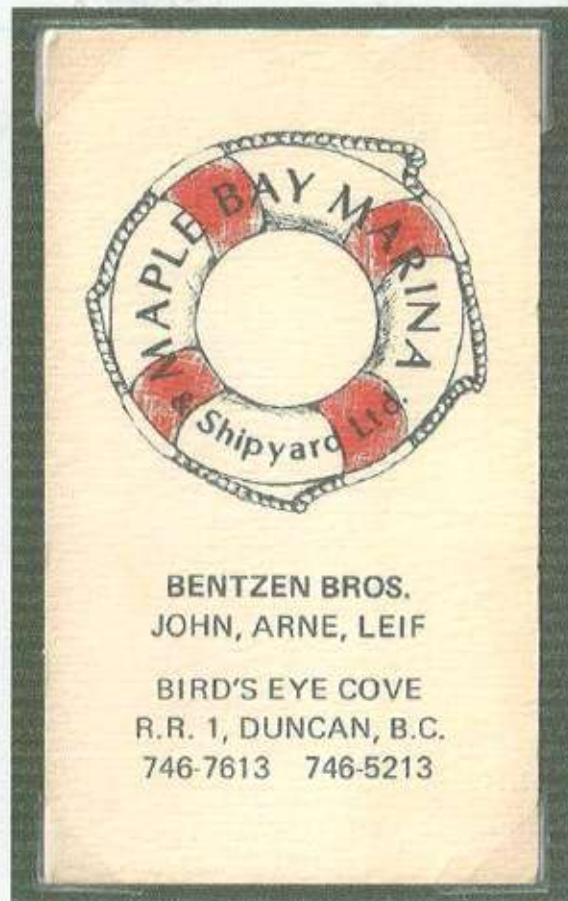 MAPLE BAY MARINA
& Shipyard Ltd.
BENTZEN BROS.
JOHN, ARNE, LEIF
BIRD'S EYE COVE
R.R. 1, DUNCAN, B.C.
746-7613 746-5213